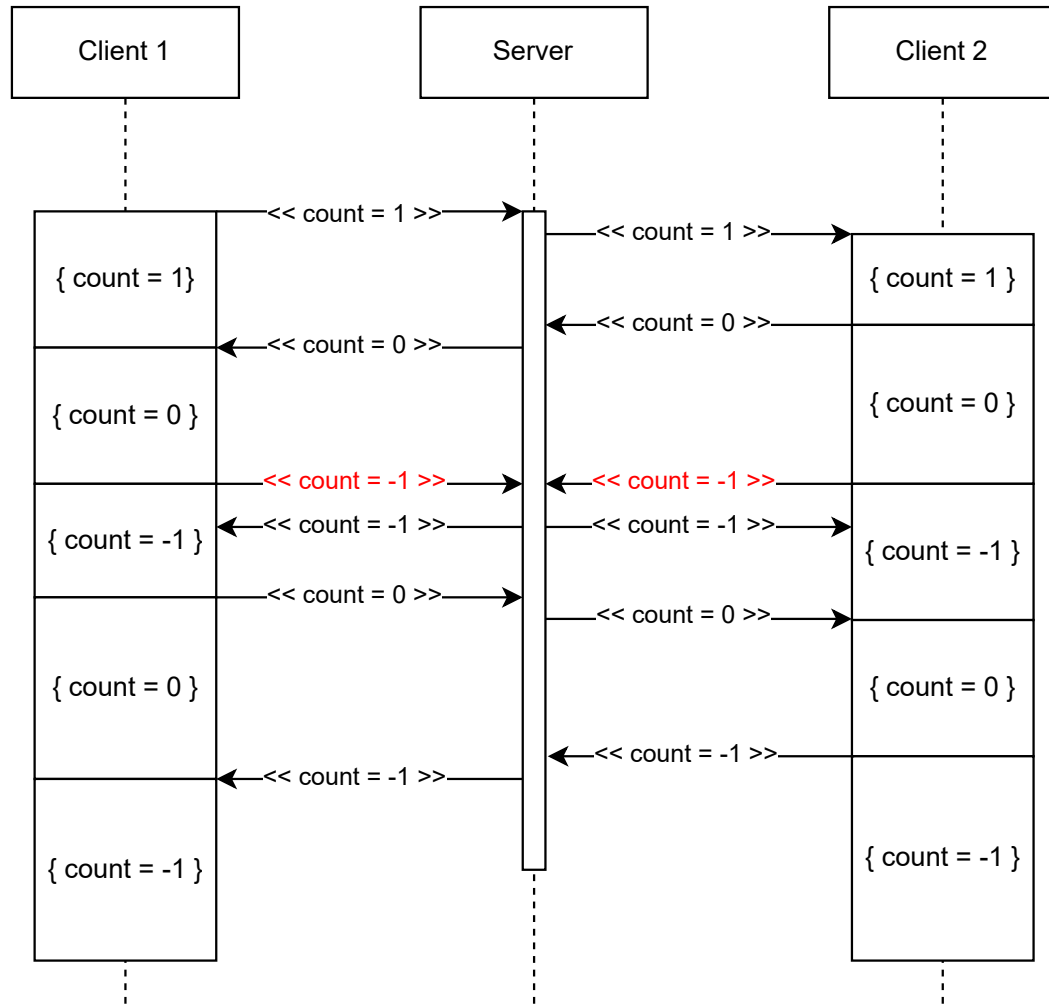 Client 1
Server
Client 2
<< count = 1 >>
<< count = 1 >>
{ count = 1}
{ count = 1 }
<< count = 0 >>
<< count = 0 >>
{ count = 0 }
{ count = 0 }
<< count = -1 >>
<< count = -1 >>
<< count = -1 >>
<< count = -1 >>
{ count = -1 }
{ count = -1 }
<< count = 0 >>
<< count = 0 >>
{ count = 0 }
{ count = 0 }
<< count = -1 >>
<< count = -1 >>
{ count = -1 }
{ count = -1 }